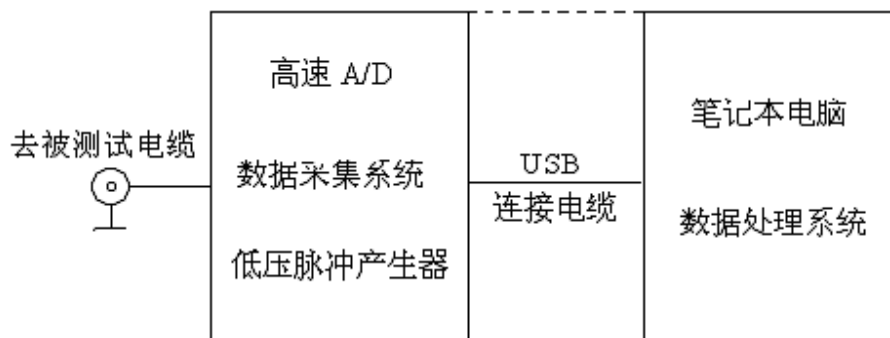 去被测试电缆
高速 A/D
数据采集系统
低压脉冲产生器
USB
连接电缆
笔记本电脑
数据处理系统